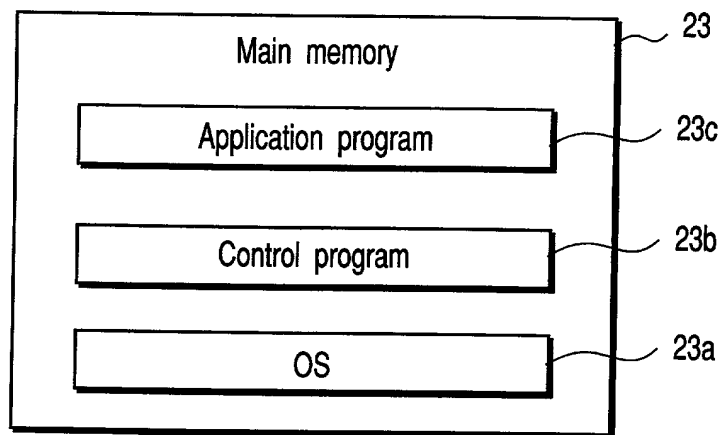 Main memory
23
Application program
23c
Control program
23b
OS
23a